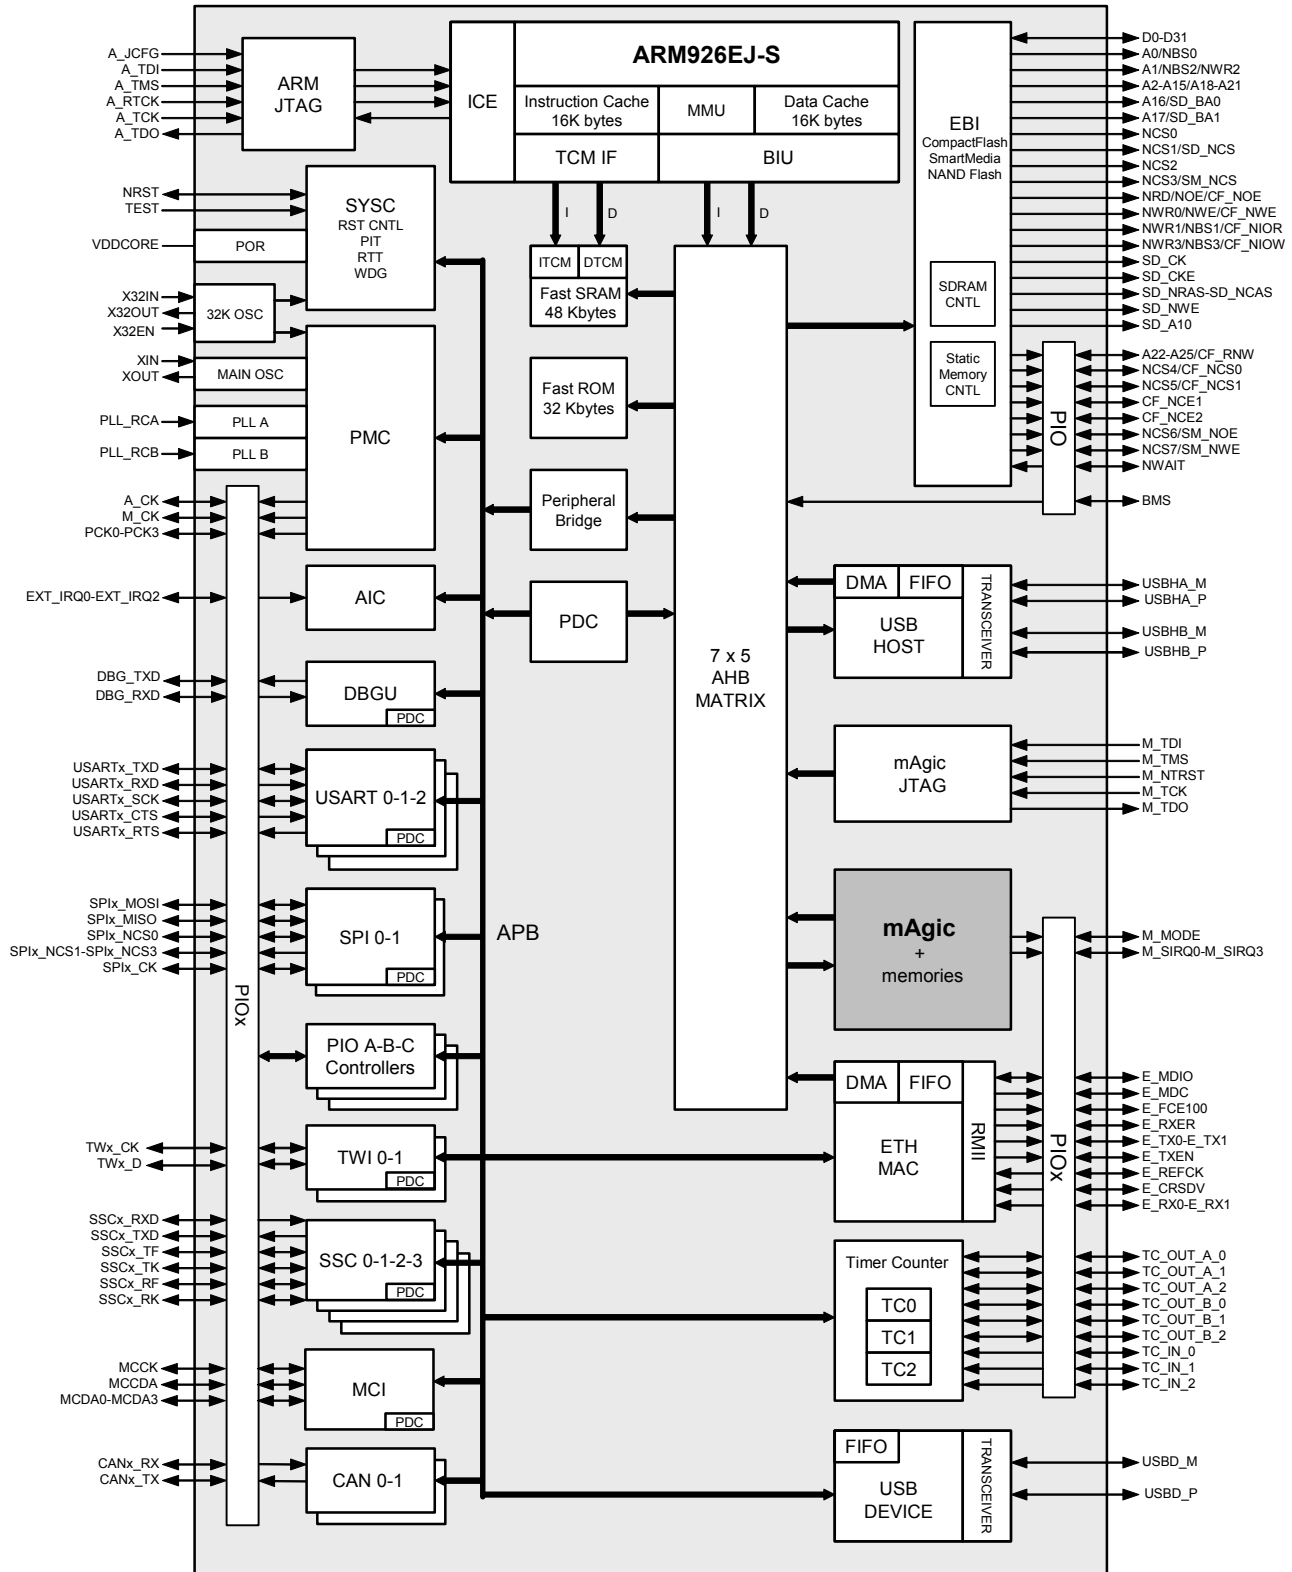 A_JCFG
A_TDI
A_TMS
A_RTCK
A_TCK
A_TDO
ARM
JTAG
ICE
ARM926EJ-S
Instruction Cache
16K bytes
MMU
Data Cache
16K bytes
TCM IF
BIU
I
D
I
D
NRST
TEST
VDDCORE
SYSC
RST CNTL
PIT
RTT
WDG
POR
X32IN
X32OUT
X32EN
32K OSC
XIN
XOUT
MAIN OSC
PLL_RCA
PLL A
PLL_RCB
PLL B
PMC
A_CK
M_CK
PCK0-PCK3
EXT_IRQ0-EXT_IRQ2
AIC
DBG_TXD
DBG_RXD
DBGU
PDC
USARTx_TXD
USARTx_RXD
USARTx_SCK
USARTx_CTS
USARTx_RTS
USART 0-1-2
PDC
SPIx_MOSI
SPIx_MISO
SPIx_NCS0
SPIx_NCS1-SPIx_NCS3
SPIx_CK
SPI 0-1
PDC
PIOx
PIO A-B-C
Controllers
TWx_CK
TWx_D
TWI 0-1
PDC
SSCx_RXD
SSCx_TXD
SSCx_TF
SSCx_TK
SSCx_RF
SSCx_RK
SSC 0-1-2-3
PDC
MCCK
MCCDA
MCDA0-MCDA3
MCI
PDC
CANx_RX
CANx_TX
CAN 0-1
APB
ITCM
DTCM
Fast SRAM
48 Kbytes
Fast ROM
32 Kbytes
Peripheral
Bridge
PDC
7 x 5
AHB
MATRIX
EBI
CompactFlash
SmartMedia
NAND Flash
SDRAM
CNTL
Static
Memory
CNTL
D0-D31
A0/NBS0
A1/NBS2/NWR2
A2-A15/A18-A21
A16/SD_BA0
A17/SD_BA1
NCS0
NCS1/SD_NCS
NCS2
NCS3/SM_NCS
NRD/NOE/CF_NOE
NWR0/NWE/CF_NWE
NWR1/NBS1/CF_NIOR
NWR3/NBS3/CF_NIOW
SD_CK
SD_CKE
SD_NRAS-SD_NCAS
SD_NWE
SD_A10
PIO
A22-A25/CF_RNW
NCS4/CF_NCS0
NCS5/CF_NCS1
CF_NCE1
CF_NCE2
NCS6/SM_NOE
NCS7/SM_NWE
NWAIT
BMS
DMA
FIFO
USB
HOST
TRANSCEIVER
USBHA_M
USBHA_P
USBHB_M
USBHB_P
mAgic
JTAG
M_TDI
M_TMS
M_NTRST
M_TCK
M_TDO
mAgic
+
memories
M_MODE
M_SIRQ0-M_SIRQ3
PIOx
DMA
FIFO
ETH
MAC
RMII
E_MDIO
E_MDC
E_FCE100
E_RXER
E_TX0-E_TX1
E_TXEN
E_REFCK
E_CRSDV
E_RX0-E_RX1
Timer Counter
TC0
TC1
TC2
TC_OUT_A_0
TC_OUT_A_1
TC_OUT_A_2
TC_OUT_B_0
TC_OUT_B_1
TC_OUT_B_2
TC_IN_0
TC_IN_1
TC_IN_2
FIFO
USB
DEVICE
TRANSCEIVER
USBD_M
USBD_P